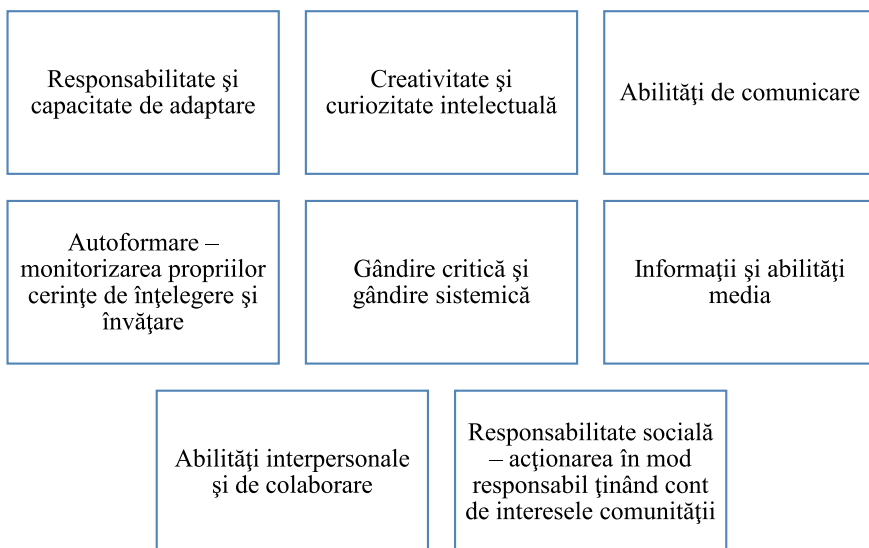 Responsabilitate şi
capacitate de adaptare
Creativitate şi
curiozitate intelectuală
Abilităţi de comunicare
Autoformare –
monitorizarea propriilor
cerinţe de înţelegere şi
învăţare
Gândire critică şi
gândire sistemică
Informaţii şi abilităţi
media
Abilităţi interpersonale
şi de colaborare
Responsabilitate socială
– acţionarea în mod
responsabil ţinând cont
de interesele comunităţii